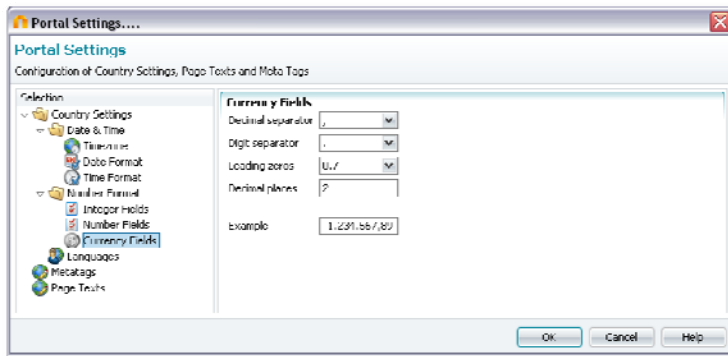 Portal Settings....
Portal Settings
Configuration of Country Settings, Page Texts and Meta Tags
Selection
Country Settings
Date & Time
Timezone
Date Format
Time Format
Number Format
Integer Fields
Number Fields
Currency Fields
Languages
Metatags
Page Texts
Currency Fields
Decimal separator ,
Digit separator .
Leading zeros 0.7
Decimal places 2
Example 1.234.567,89
OK Cancel Help